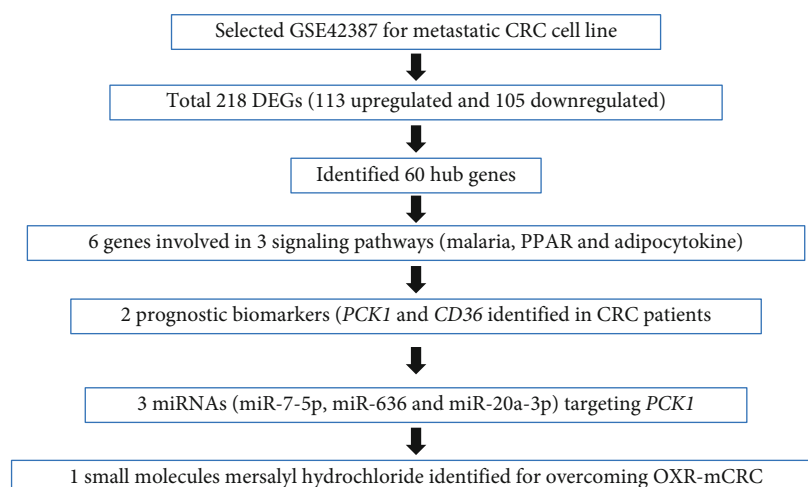 Selected GSE42387 for metastatic CRC cell line
Total 218 DEGs (113 upregulated and 105 downregulated)
Identified 60 hub genes
6 genes involved in 3 signaling pathways (malaria, PPAR and adipocytokine)
2 prognostic biomarkers (PCK1 and CD36 identified in CRC patients
3 miRNAs (miR-7-5p, miR-636 and miR-20a-3p) targeting PCK1
1 small molecules mersalyl hydrochloride identified for overcoming OXR-mCRC